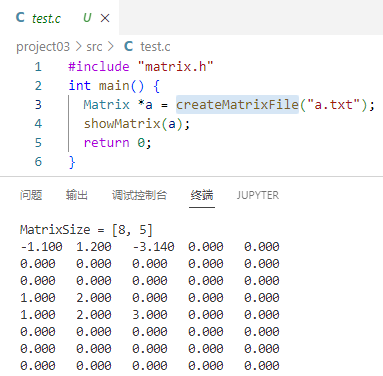 C test.c U ×
project03 > src > C test.c
1 #include "matrix.h"
2 int main() {
3 Matrix *a = createMatrixFile("a.txt");
4 showMatrix(a);
5 return 0;
6 }
问题 输出 调试控制台 终端 JUPYTER
MatrixSize = [8, 5]
-1.100 1.200 -3.140 0.000 0.000
0.000 0.000 0.000 0.000 0.000
0.000 0.000 0.000 0.000 0.000
1.000 2.000 0.000 0.000 0.000
1.000 2.000 3.000 0.000 0.000
0.000 0.000 0.000 0.000 0.000
0.000 0.000 0.000 0.000 0.000
0.000 0.000 0.000 0.000 0.000